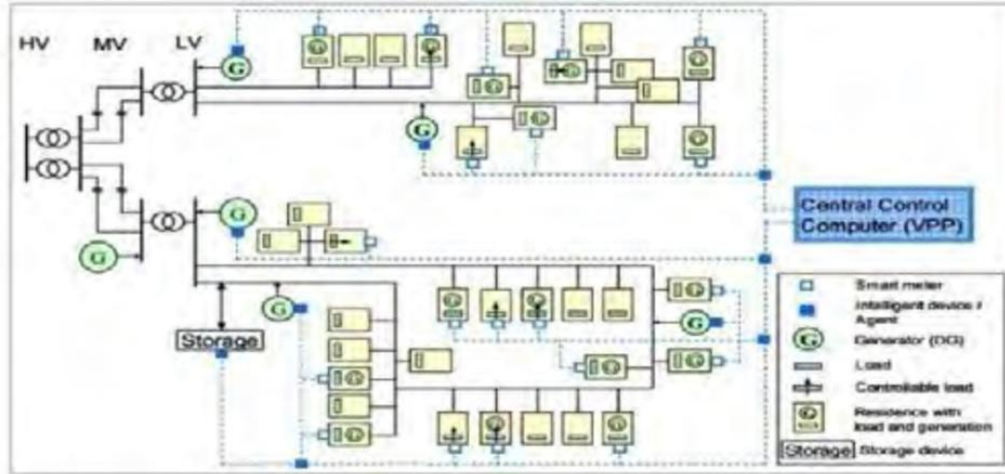 HV MV LV
G
G
Central Control
Computer (VPP)
G
G
G
G
Storage
Smart meter
Intelligent device /
Agent
G Generator (DG)
Load
Controllable load
G Residence with
load and generation
Storage Storage device